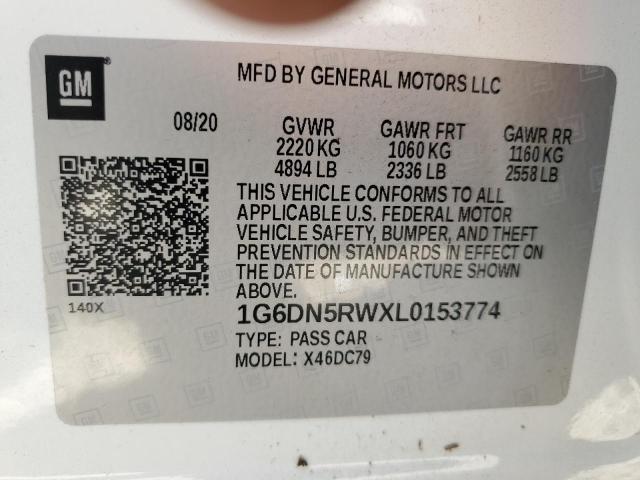 GM
MFD BY GENERAL MOTORS LLC
08/20 GVWR GAWR FRT GAWR RR
2220 KG 1060 KG 1160 KG
4894 LB 2336 LB 2558 LB
THIS VEHICLE CONFORMS TO ALL
APPLICABLE U.S. FEDERAL MOTOR
VEHICLE SAFETY, BUMPER, AND THEFT
PREVENTION STANDARDS IN EFFECT ON
THE DATE OF MANUFACTURE SHOWN
ABOVE.
140X
1G6DN5RWXL0153774
TYPE: PASS CAR
MODEL: X46DC79